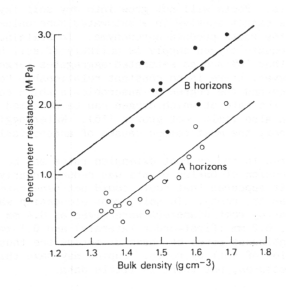 Penetrometer resistance (M Pa)
3.0
2.0
1.0
B horizons
A horizons
1.2 1.3 1.4 1.5 1.6 1.7 1.8
Bulk density (g cm⁻³)